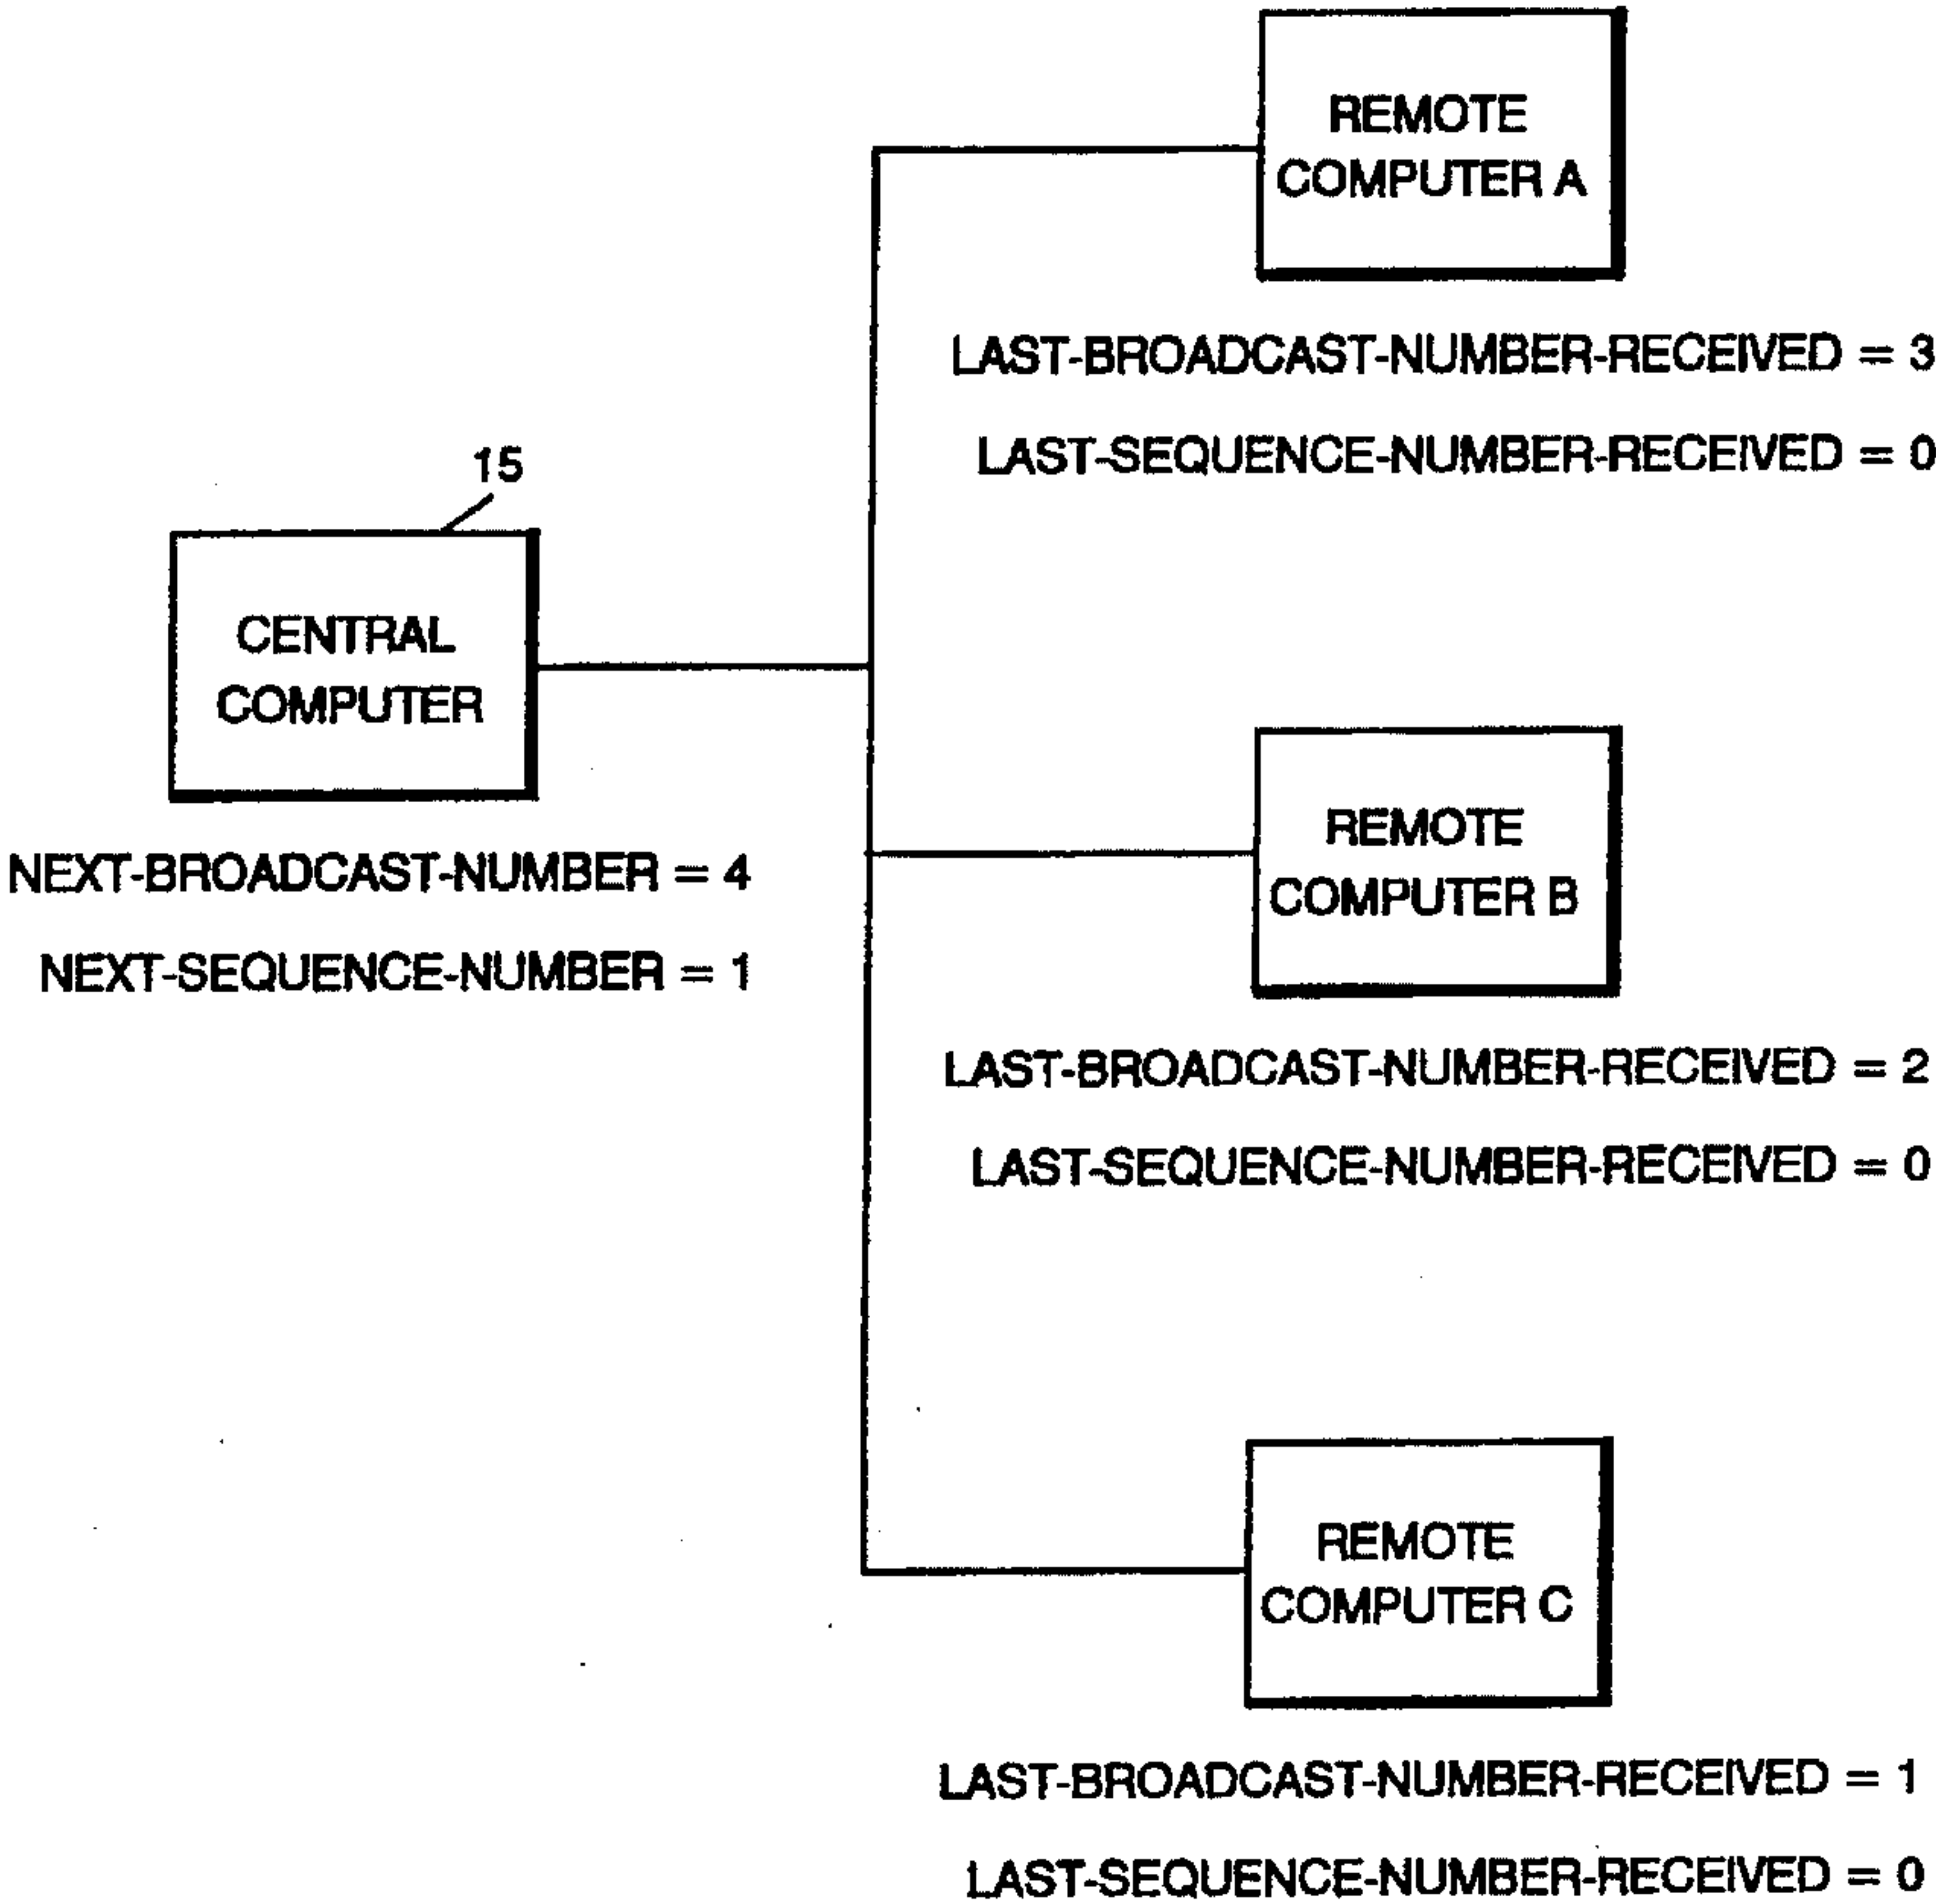 REMOTE
COMPUTER A
LAST-BROADCAST-NUMBER-RECEIVED = 3
LAST-SEQUENCE-NUMBER-RECEIVED = 0
15
CENTRAL
COMPUTER
NEXT-BROADCAST-NUMBER = 4
NEXT-SEQUENCE-NUMBER = 1
REMOTE
COMPUTER B
LAST-BROADCAST-NUMBER-RECEIVED = 2
LAST-SEQUENCE-NUMBER-RECEIVED = 0
REMOTE
COMPUTER C
LAST-BROADCAST-NUMBER-RECEIVED = 1
LAST-SEQUENCE-NUMBER-RECEIVED = 0